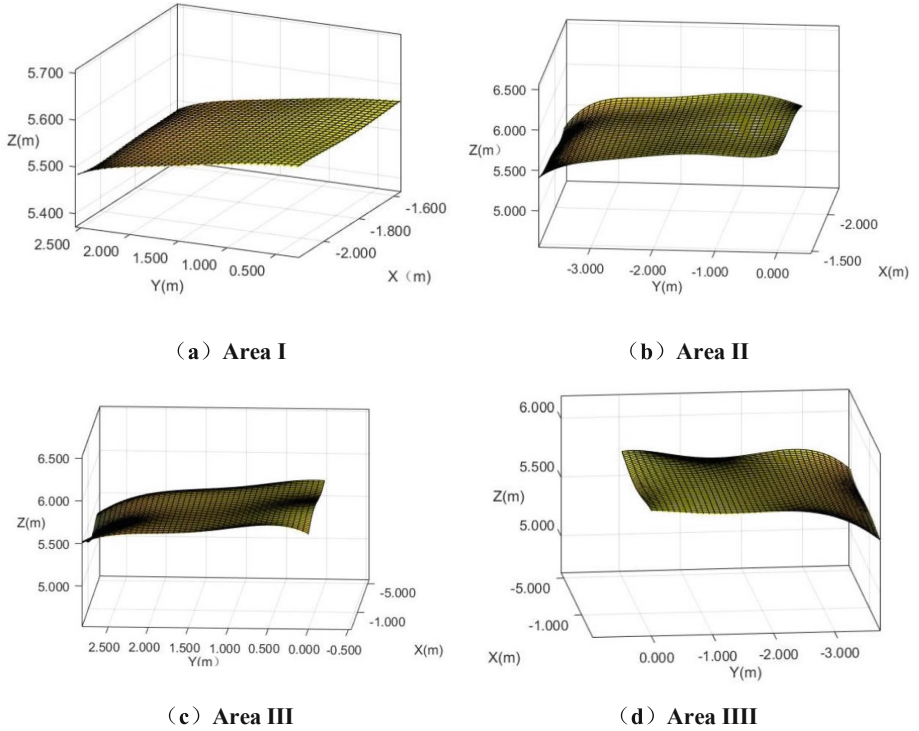 5.700
5.600
Z(m)
5.500
5.400
2.500
2.000
1.500
1.000
0.500
Y(m)
-1.600
-1.800
-2.000
X（m）
（a）Area I
6.500
6.000
Z(m）
5.500
5.000
-3.000
-2.000
-1.000
0.000
Y(m)
-2.000
-1.500
X(m)
（b）Area II
6.500
6.000
Z(m)
5.500
5.000
2.500 2.000 1.500 1.000 0.500 0.000 -0.500
Y(m）
-5.000
-1.000
X(m)
（c）Area III
6.000
5.500
Z(m)
5.000
-5.000
-1.000
X(m)
0.000
-1.000
-2.000
-3.000
Y(m)
（d）Area IIII